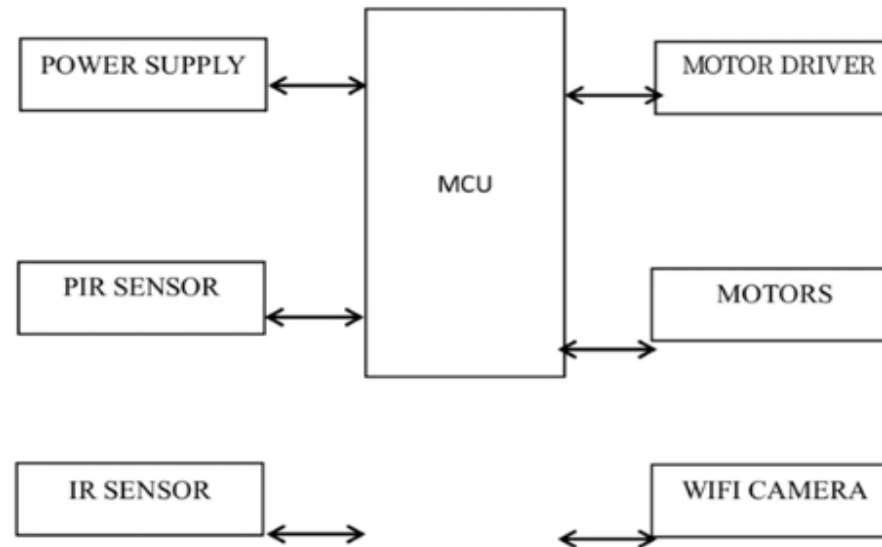 POWER SUPPLY
MOTOR DRIVER
MCU
PIR SENSOR
MOTORS
IR SENSOR
WIFI CAMERA